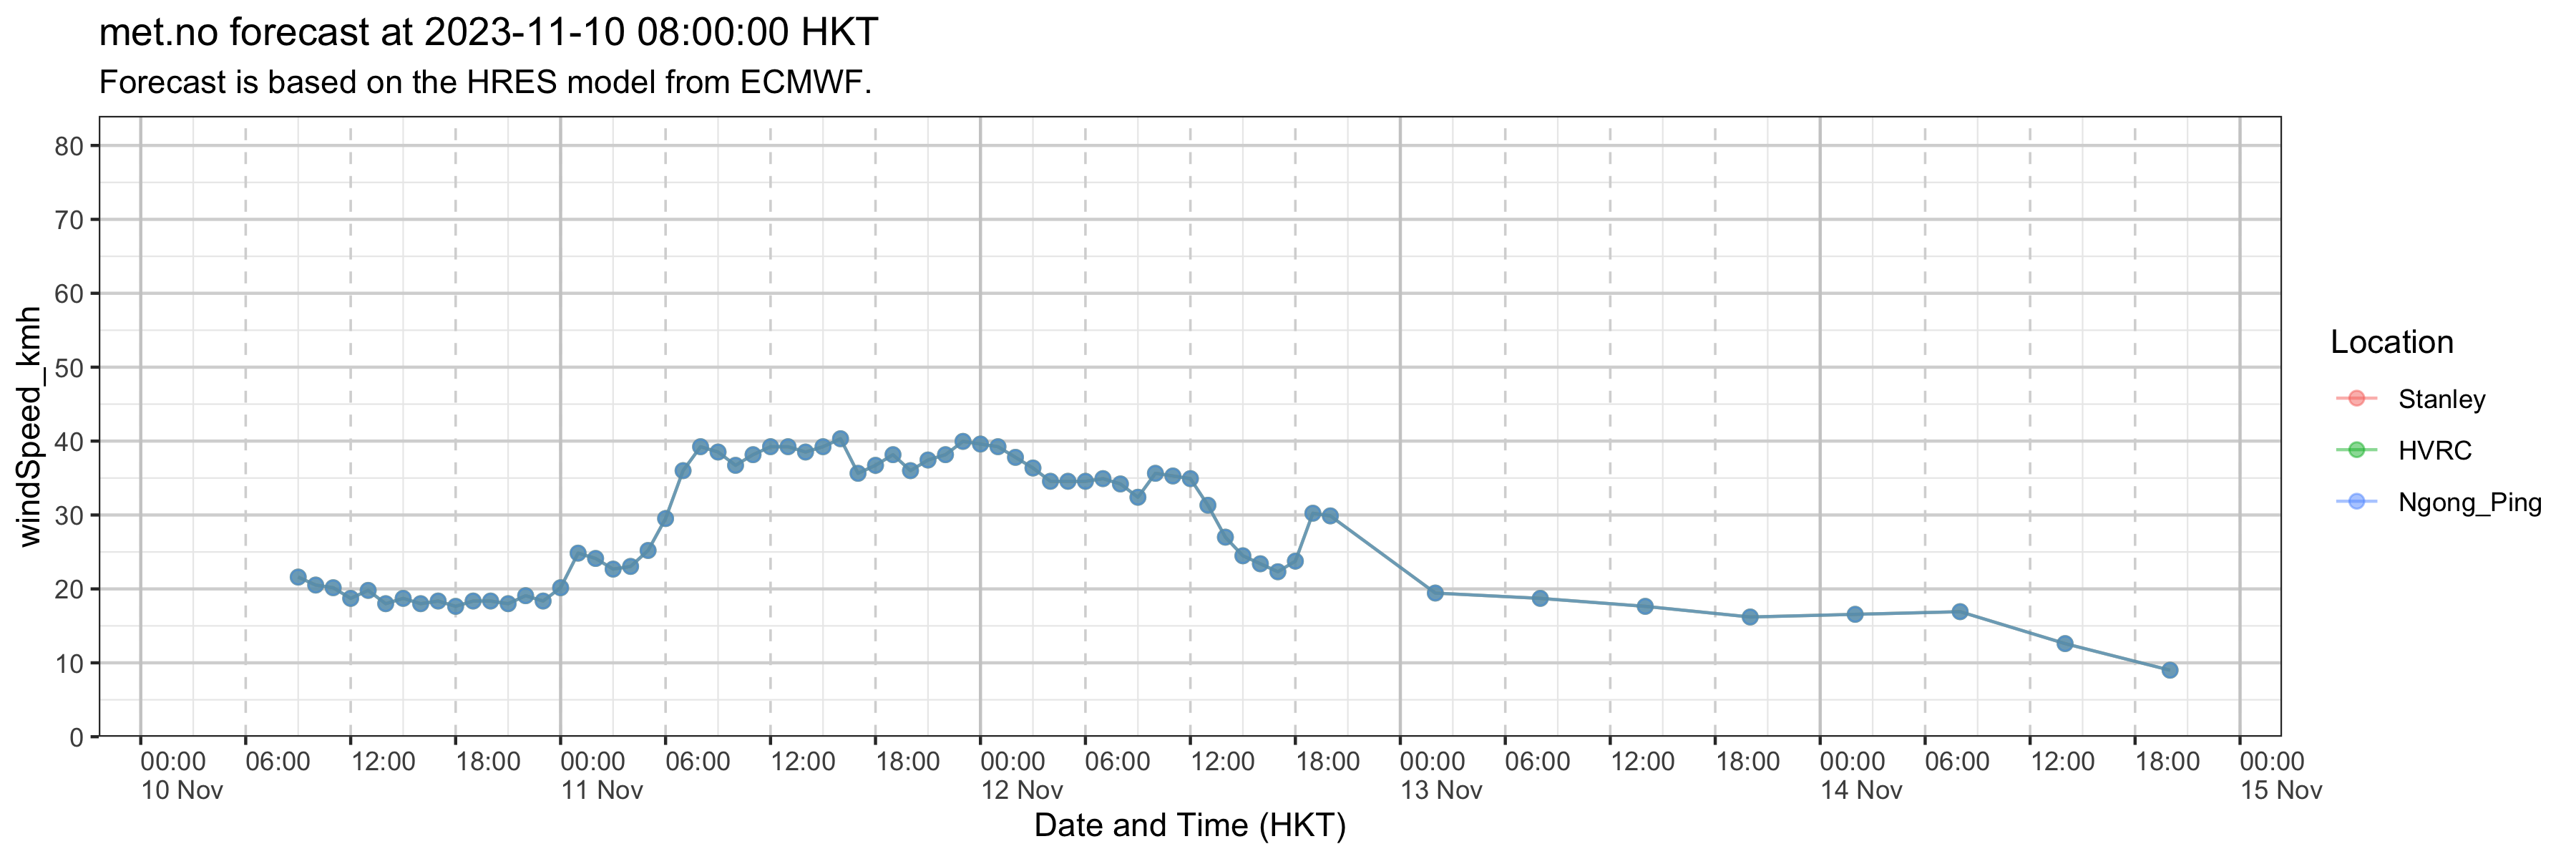 met.no forecast at 2023-11-10 08:00:00 HKT
Forecast is based on the HRES model from ECMWF.
windSpeed_kmh
80
70
60
50
40
30
20
10
0
00:00 06:00 12:00 18:00 00:00 06:00 12:00 18:00 00:00 06:00 12:00 18:00 00:00 06:00 12:00 18:00 00:00 06:00 12:00 18:00 00:00
10 Nov 11 Nov 12 Nov 13 Nov 14 Nov 15 Nov
Date and Time (HKT)
Location
Stanley
HVRC
Ngong_Ping